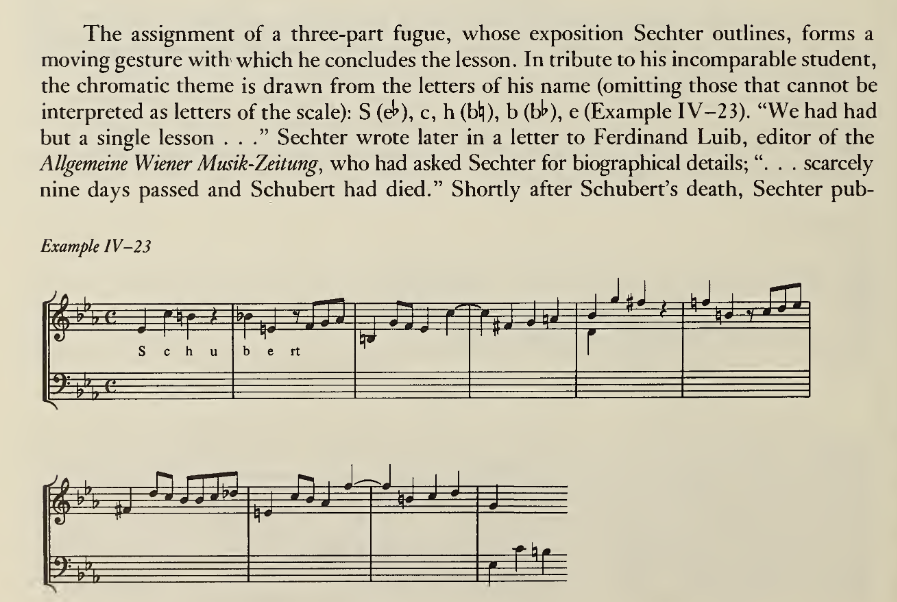 The assignment of a three-part fugue, whose exposition Sechter outlines, forms a
moving gesture with which he concludes the lesson. In tribute to his incomparable student,
the chromatic theme is drawn from the letters of his name (omitting those that cannot be
interpreted as letters of the scale): S (e♭), c, h (b♮), b (b♭), e (Example IV–23). “We had had
but a single lesson . . .” Sechter wrote later in a letter to Ferdinand Luib, editor of the
Allgemeine Wiener Musik-Zeitung, who had asked Sechter for biographical details; “. . . scarcely
nine days passed and Schubert had died.” Shortly after Schubert’s death, Sechter pub-
Example IV–23
S c h u b e rt